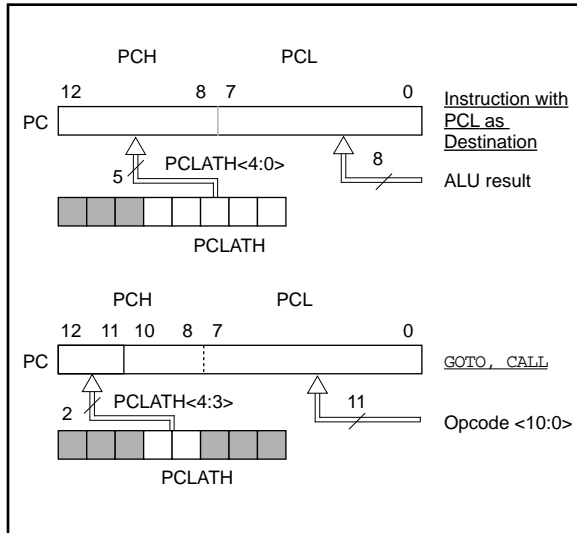 PCH PCL
12 8 7 0
PC
Instruction with
PCL as
Destination
5 PCLATH<4:0> 8
ALU result
PCLATH
PCH PCL
12 11 10 8 7 0
PC GOTO, CALL
PCLATH<4:3>
2 11
Opcode <10:0>
PCLATH